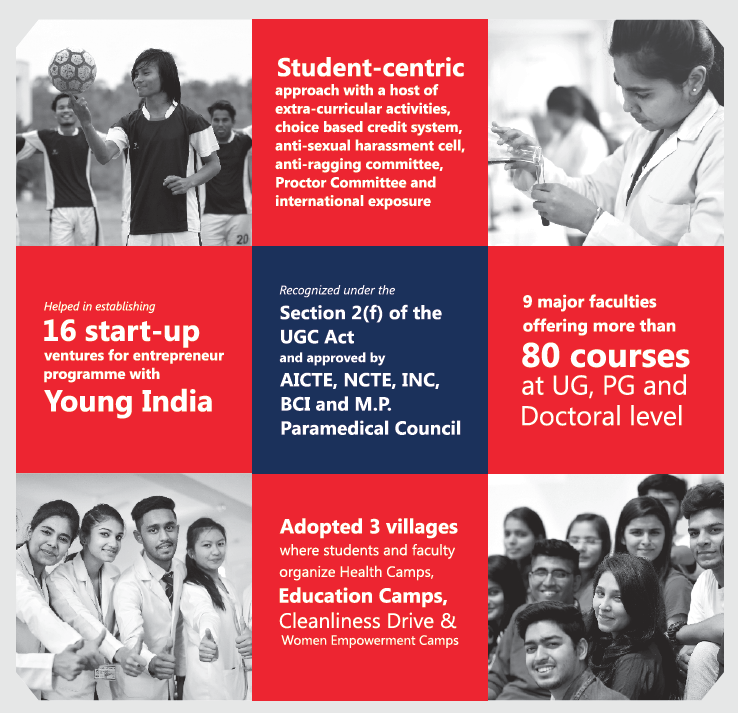 Student-centric
approach with a host of
extra-curricular activities,
choice based credit system,
anti-sexual harassment cell,
anti-ragging committee,
Proctor Committee and
international exposure
20
Helped in establishing
16 start-up
ventures for entrepreneur
programme with
Young India
Recognized under the
Section 2(f) of the
UGC Act
and approved by
AICTE, NCTE, INC,
BCI and M.P.
Paramedical Council
9 major faculties
offering more than
80 courses
at UG, PG and
Doctoral level
Adopted 3 villages
where students and faculty
organize Health Camps,
Education Camps,
Cleanliness Drive &
Women Empowerment Camps